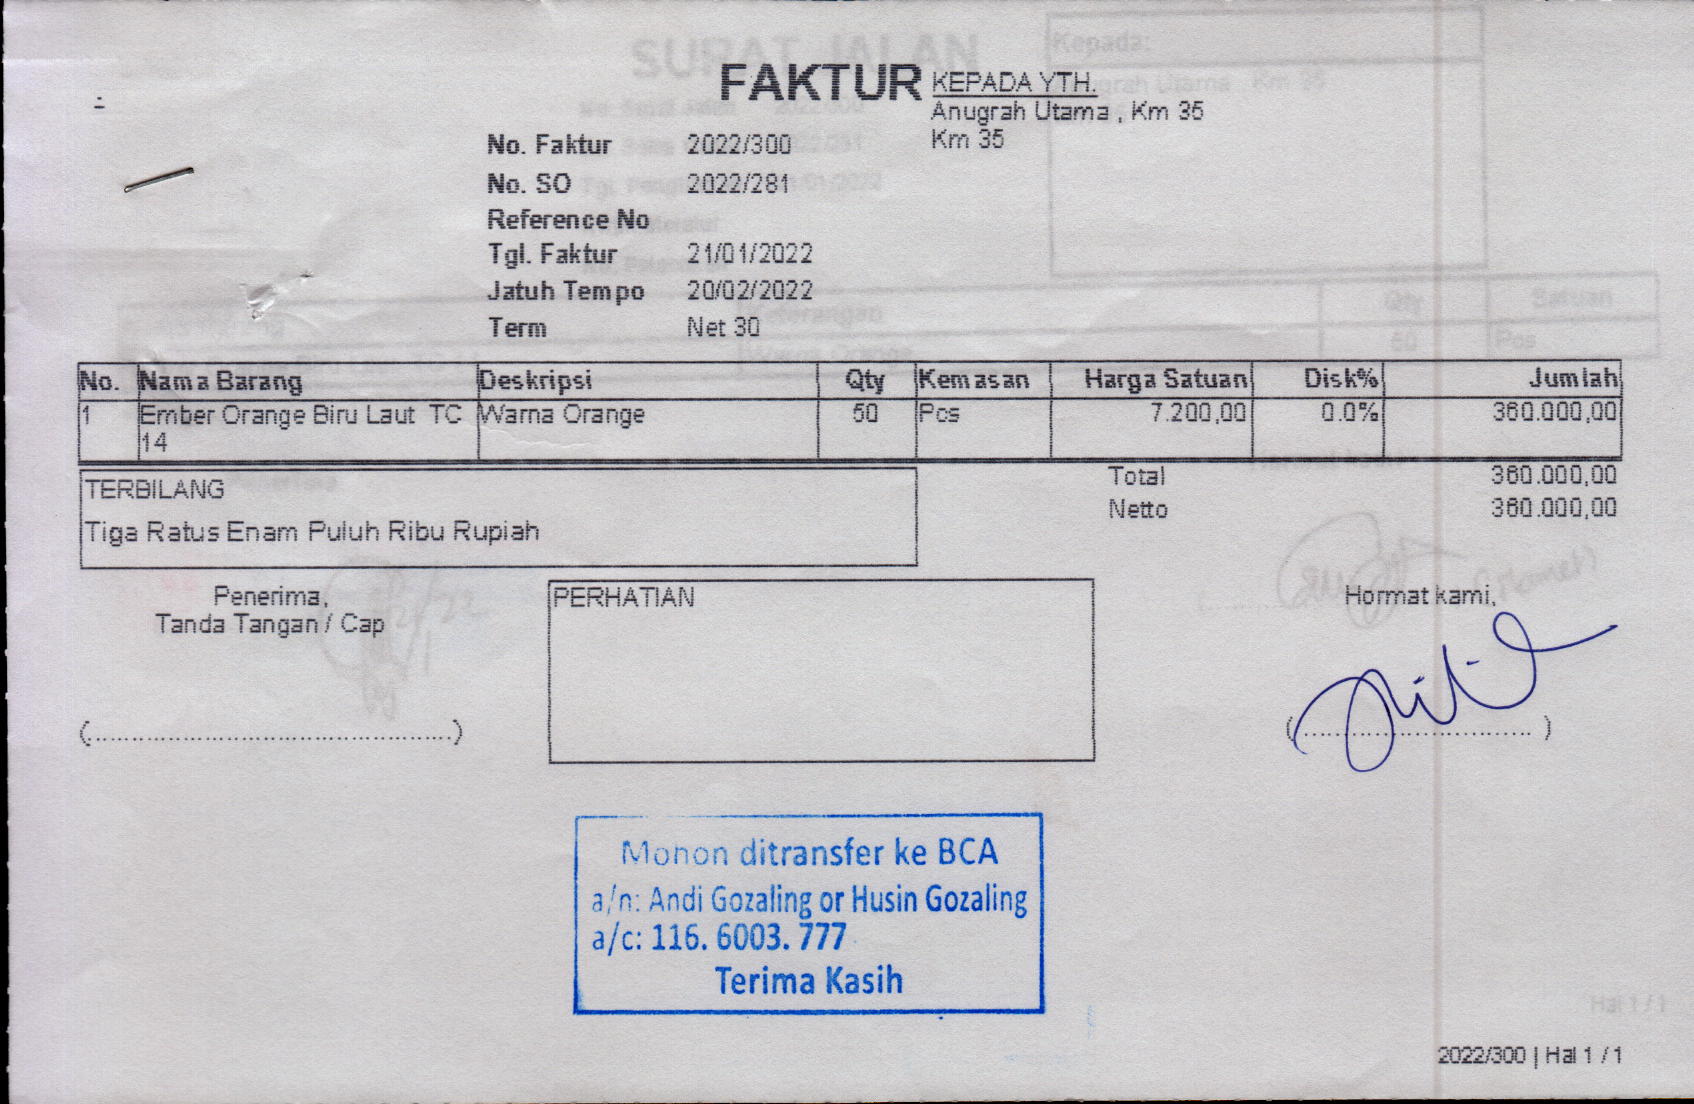 FAKTUR
KEPADA YTH.
Anugrah Utama , Km 35
Km 35
No. Faktur 2022/300
No. SO 2022/281
Reference No
Tgl. Faktur 21/01/2022
Jatuh Tempo 20/02/2022
Term Net 30
No. Nama Barang Deskripsi Qty Kemasan Harga Satuan Disk% Jumlah
1 Ember Orange Biru Laut TC Warna Orange 50 Pcs 7.200,00 0.0% 360.000,00
14
TERBILANG
Tiga Ratus Enam Puluh Ribu Rupiah
Total 360.000,00
Netto 360.000,00
Penerima,
Tanda Tangan / Cap
(............................................)
PERHATIAN
Hormat kami,
(............................ )
Mohon ditransfer ke BCA
a/n: Andi Gozaling or Husin Gozaling
a/c: 116. 6003. 777
Terima Kasih
2022/300 | Hal 1 / 1